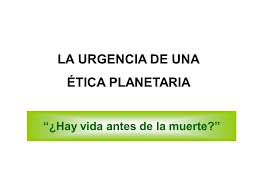 LA URGENCIA DE UNA
ÉTICA PLANETARIA
“¿Hay vida antes de la muerte?”